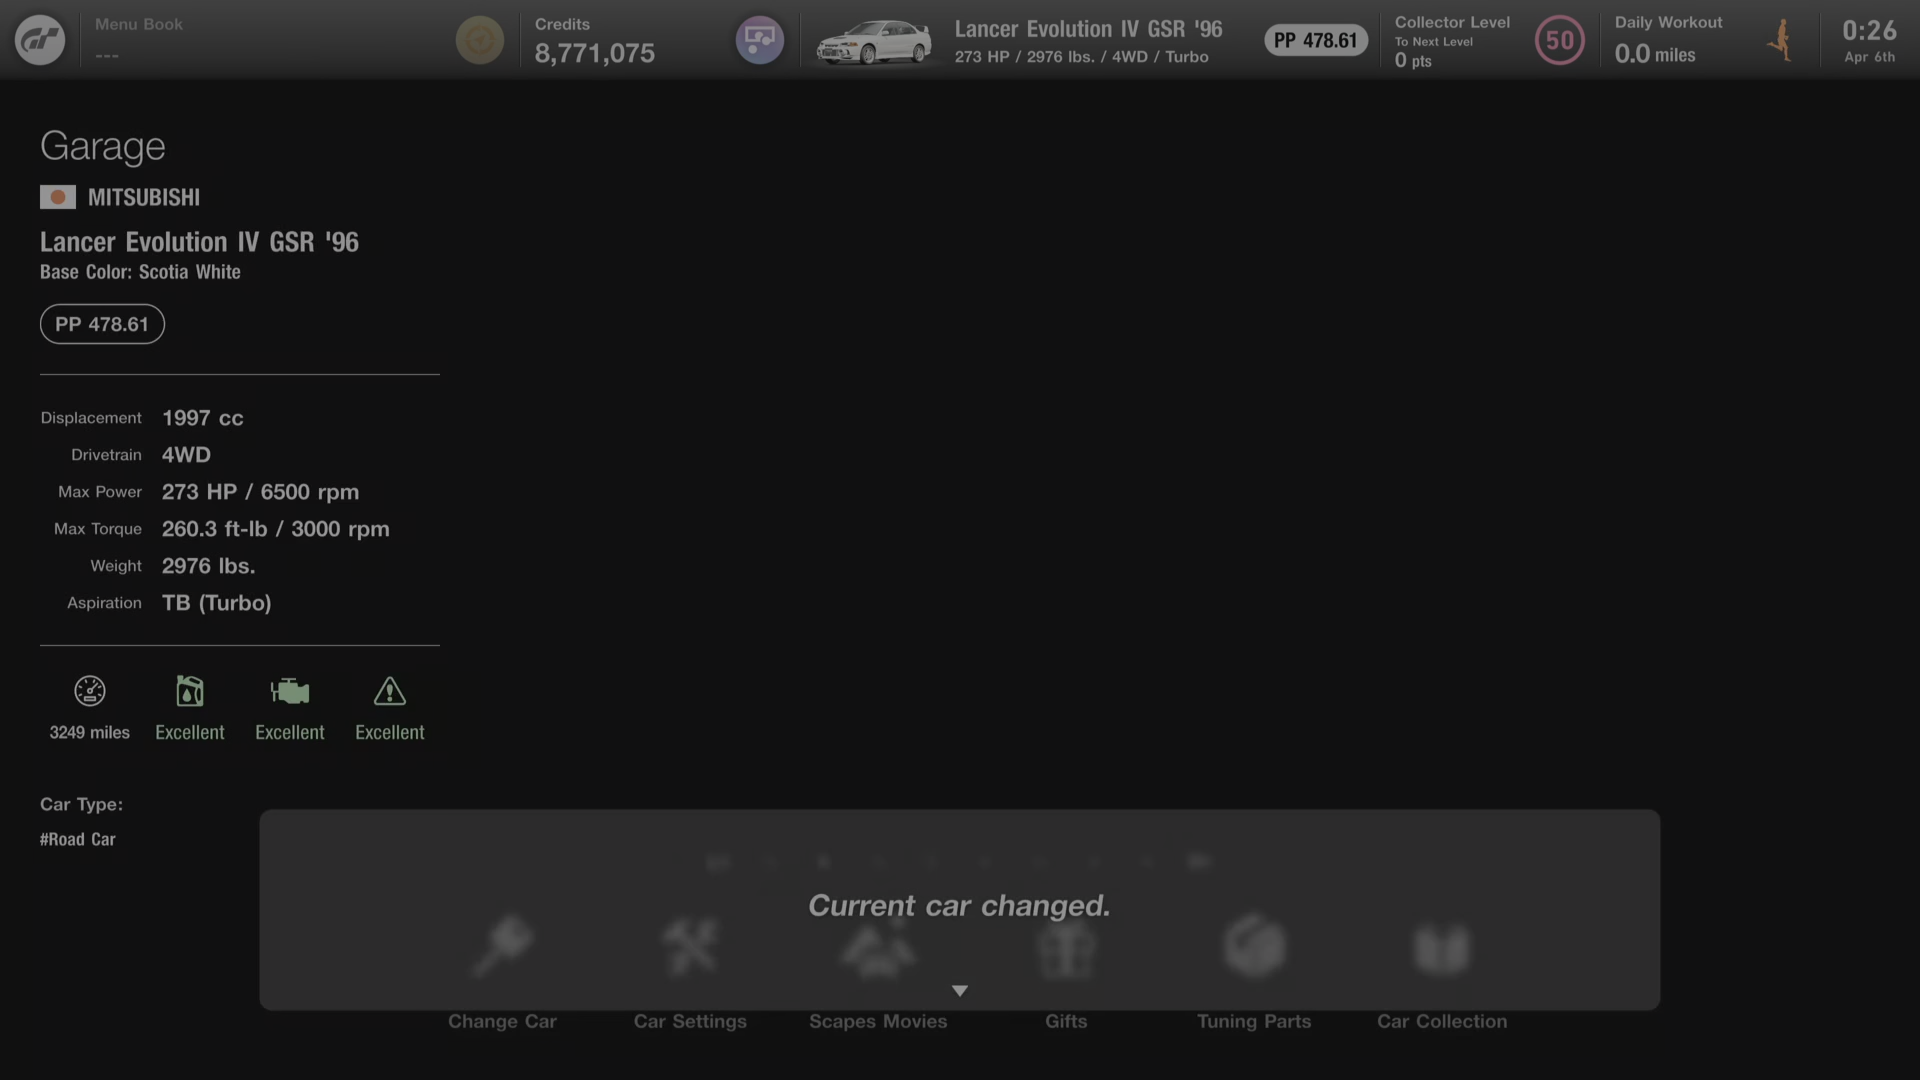 Menu Book
---
Credits
8,771,075
Lancer Evolution IV GSR '96
273 HP / 2976 lbs. / 4WD / Turbo
PP 478.61
Collector Level
To Next Level
0 pts
50
Daily Workout
0.0 miles
0:26
Apr 6th
Garage
MITSUBISHI
Lancer Evolution IV GSR '96
Base Color: Scotia White
PP 478.61
Displacement 1997 cc
Drivetrain 4WD
Max Power 273 HP / 6500 rpm
Max Torque 260.3 ft-lb / 3000 rpm
Weight 2976 lbs.
Aspiration TB (Turbo)
3249 miles Excellent Excellent Excellent
Car Type:
#Road Car
Current car changed.
Change Car Car Settings Scapes Movies Gifts Tuning Parts Car Collection